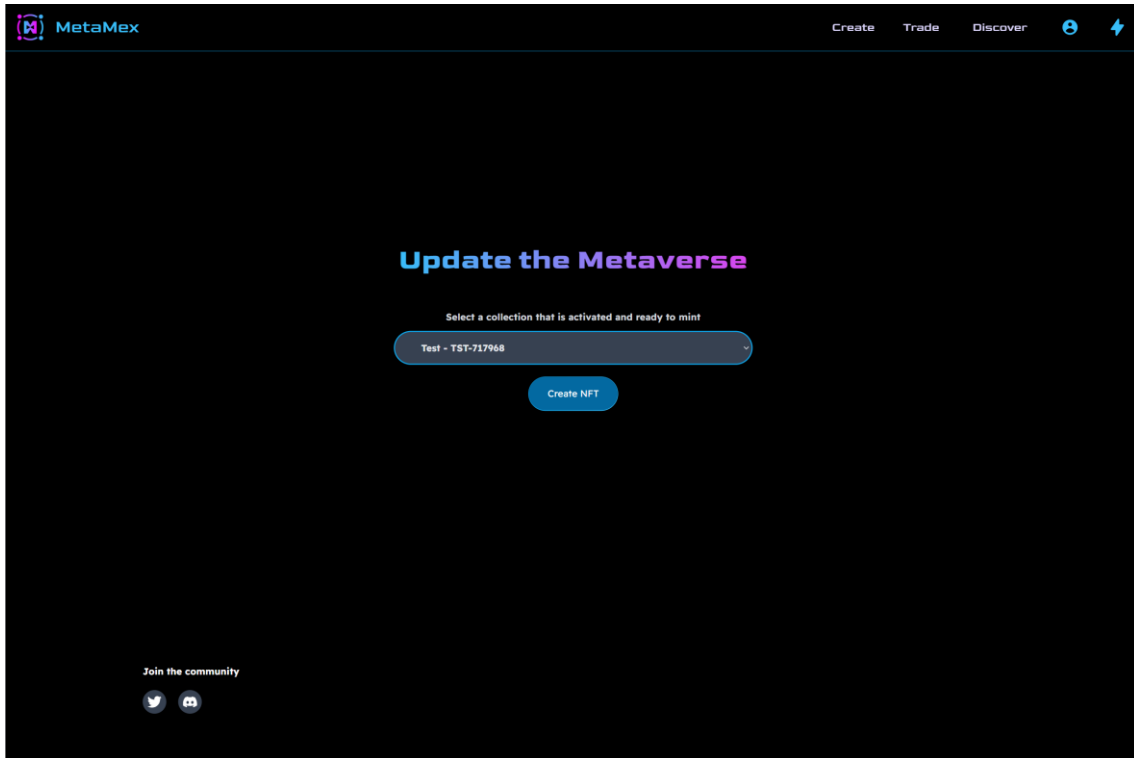 MetaMex
Create Trade Discover
Update the Metaverse
Select a collection that is activated and ready to mint
Test - TST-717968
Create NFT
Join the community